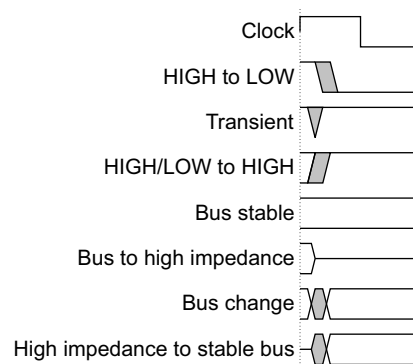 Clock
HIGH to LOW
Transient
HIGH/LOW to HIGH
Bus stable
Bus to high impedance
Bus change
High impedance to stable bus